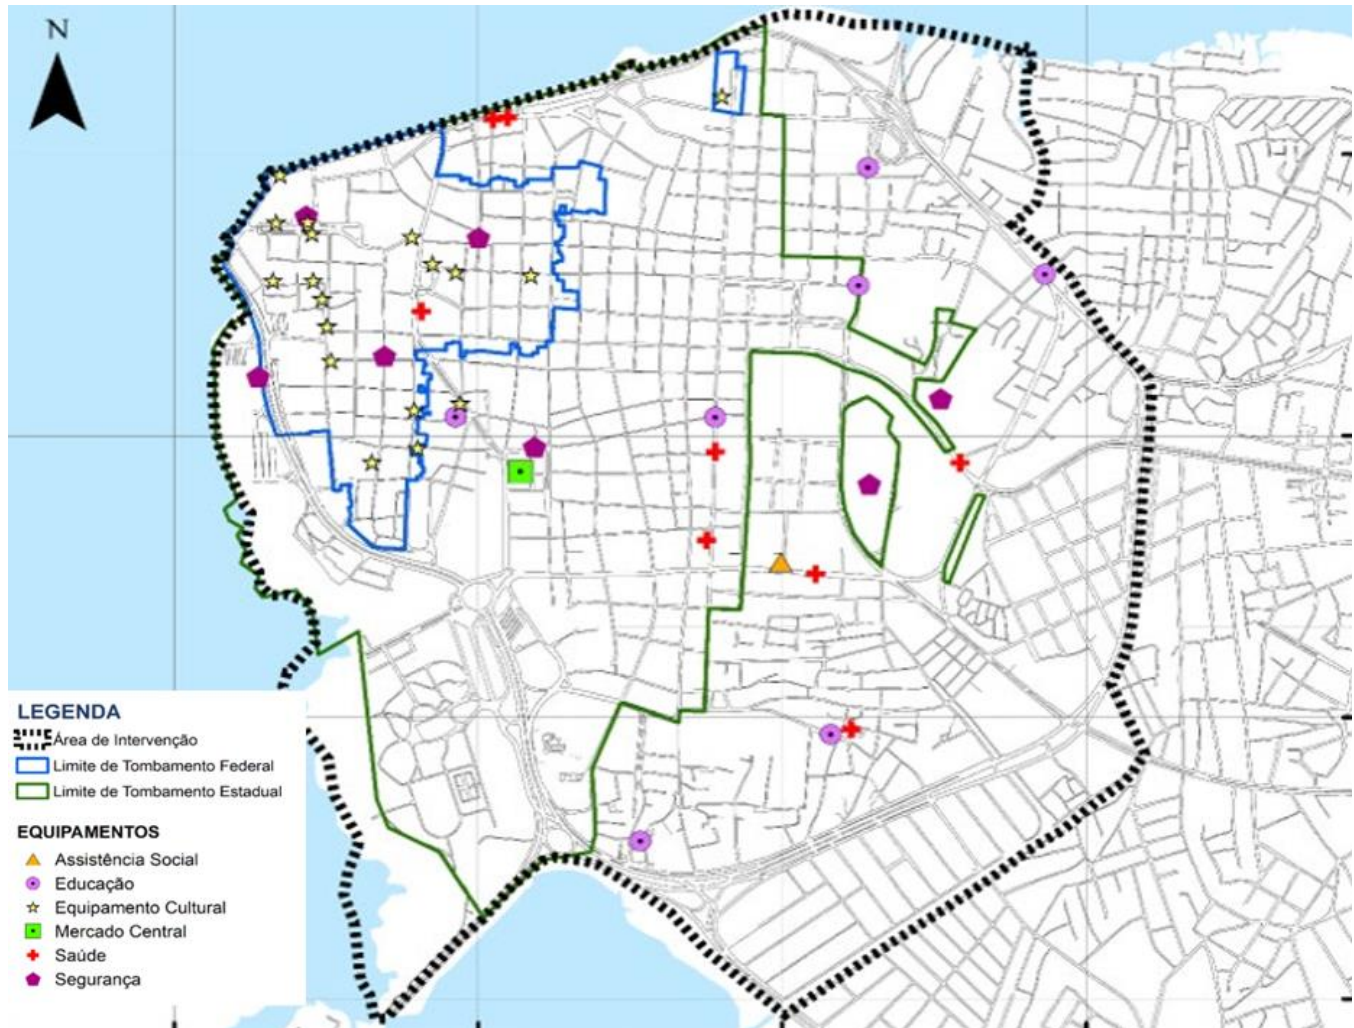 N
LEGENDA
Área de Intervenção
Limite de Tombamento Federal
Limite de Tombamento Estadual
EQUIPAMENTOS
Assistência Social
Educação
Equipamento Cultural
Mercado Central
Saúde
Segurança